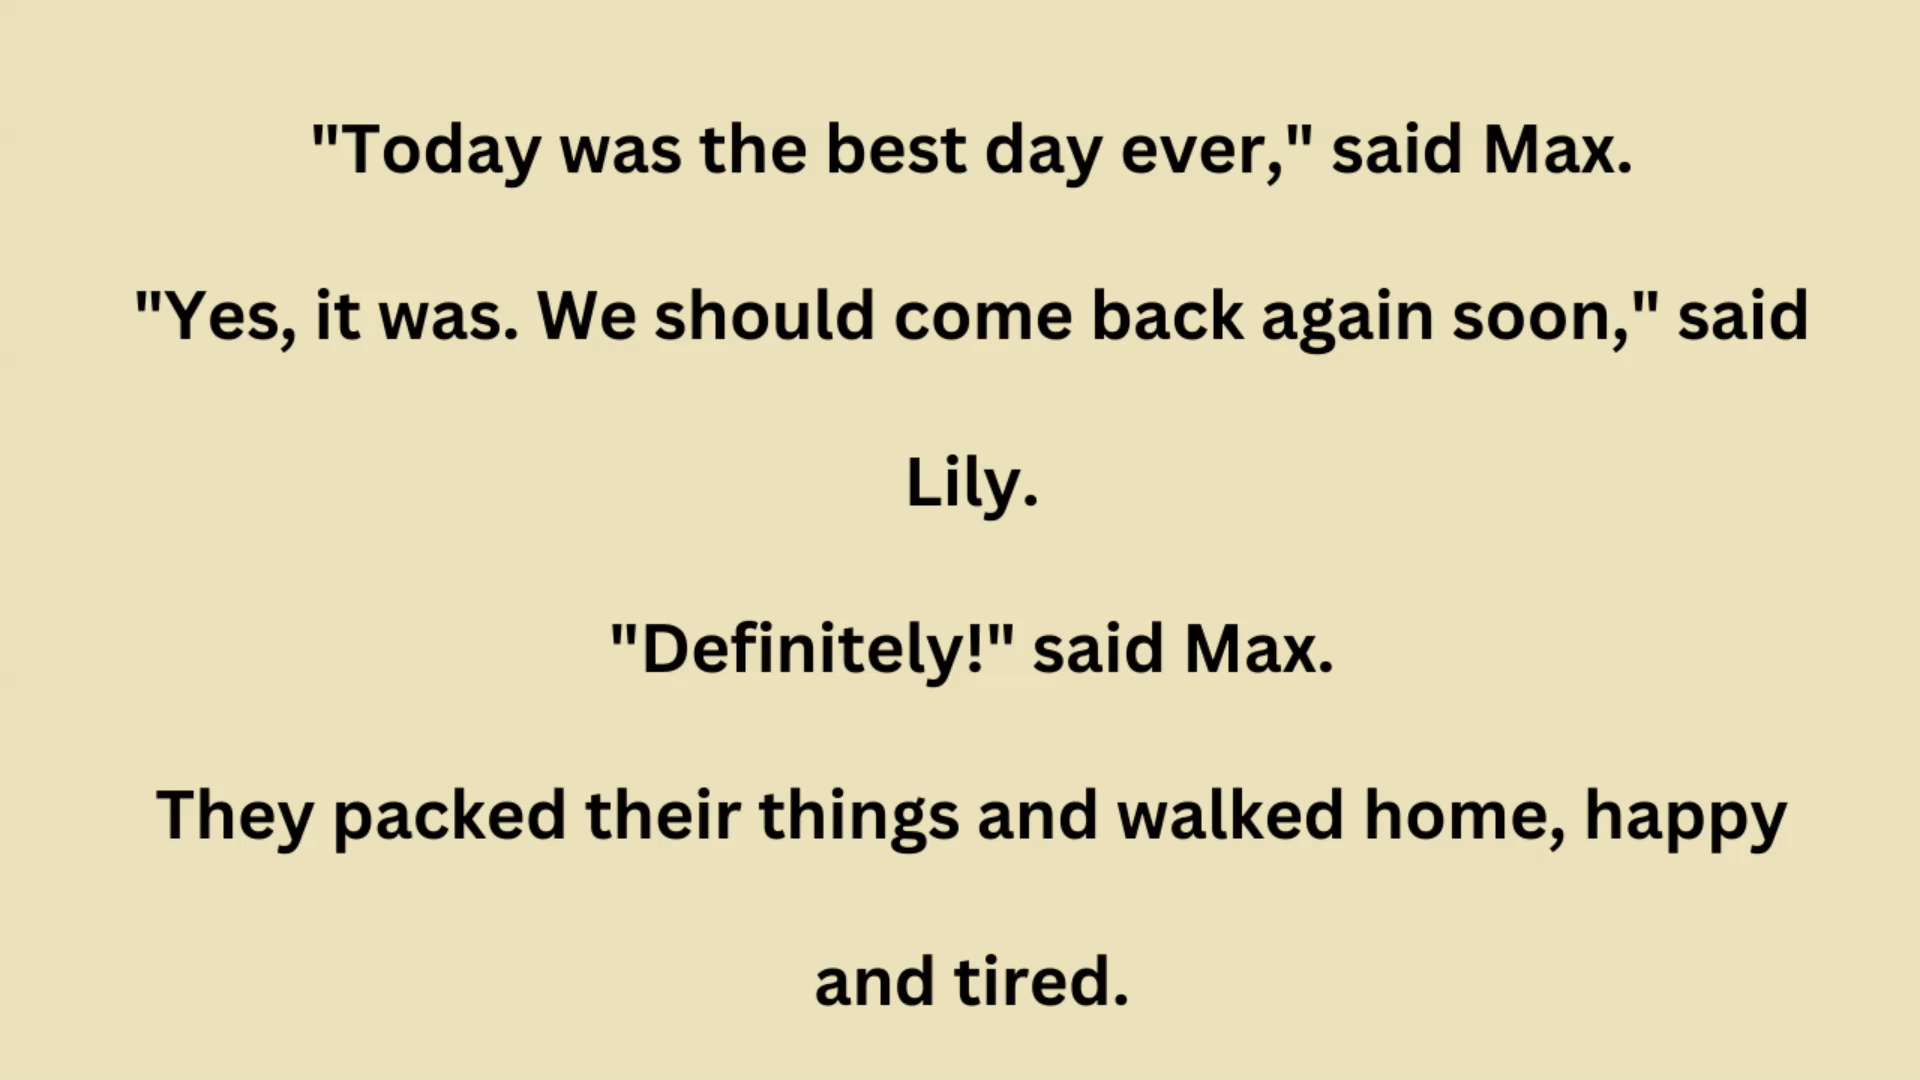 "Today was the best day ever," said Max.
"Yes, it was. We should come back again soon," said
Lily.
"Definitely!" said Max.
They packed their things and walked home, happy
and tired.